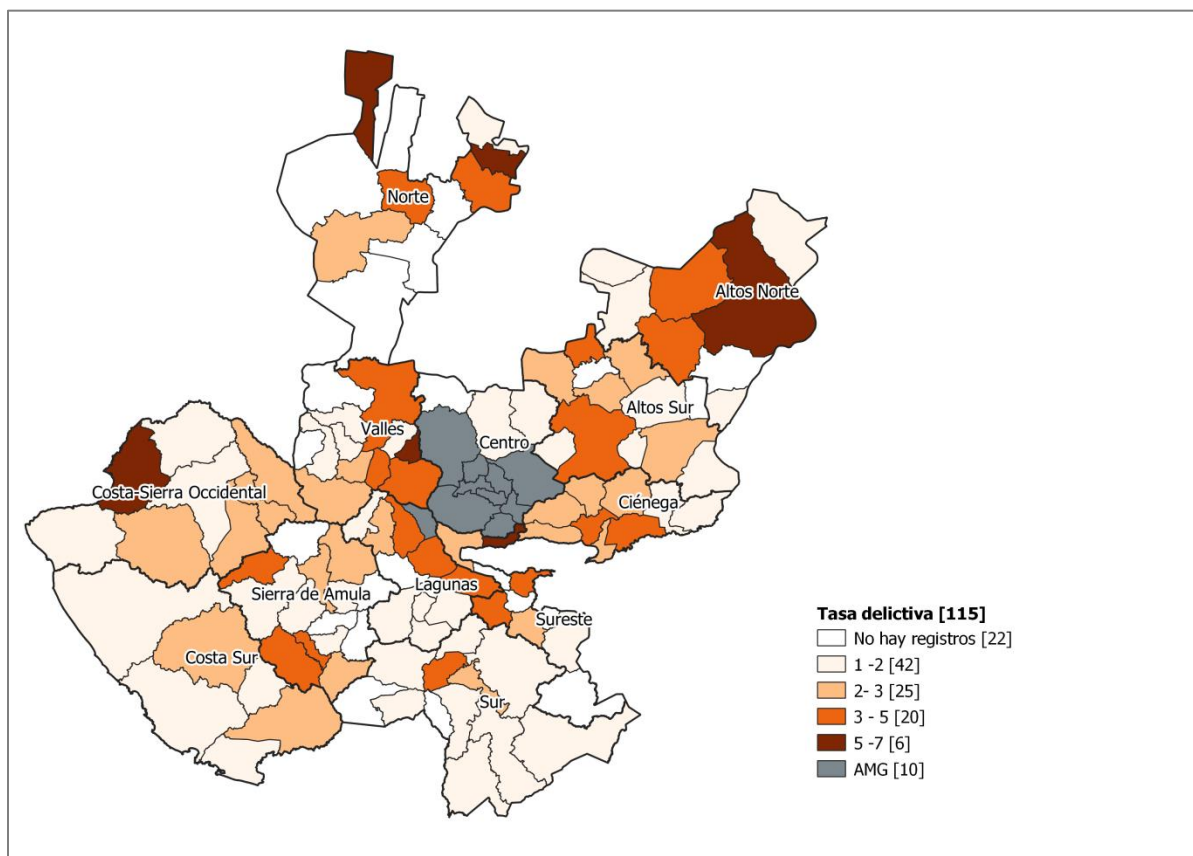 Norte
Altos Norte
Altos Sur
Valles
Centro
Costa-Sierra Occidental
Ciénega
Lagunas
Sierra de Amula
Sureste
Costa Sur
Sur
Tasa delictiva [115]
No hay registros [22]
1 -2 [42]
2- 3 [25]
3 - 5 [20]
5 -7 [6]
AMG [10]